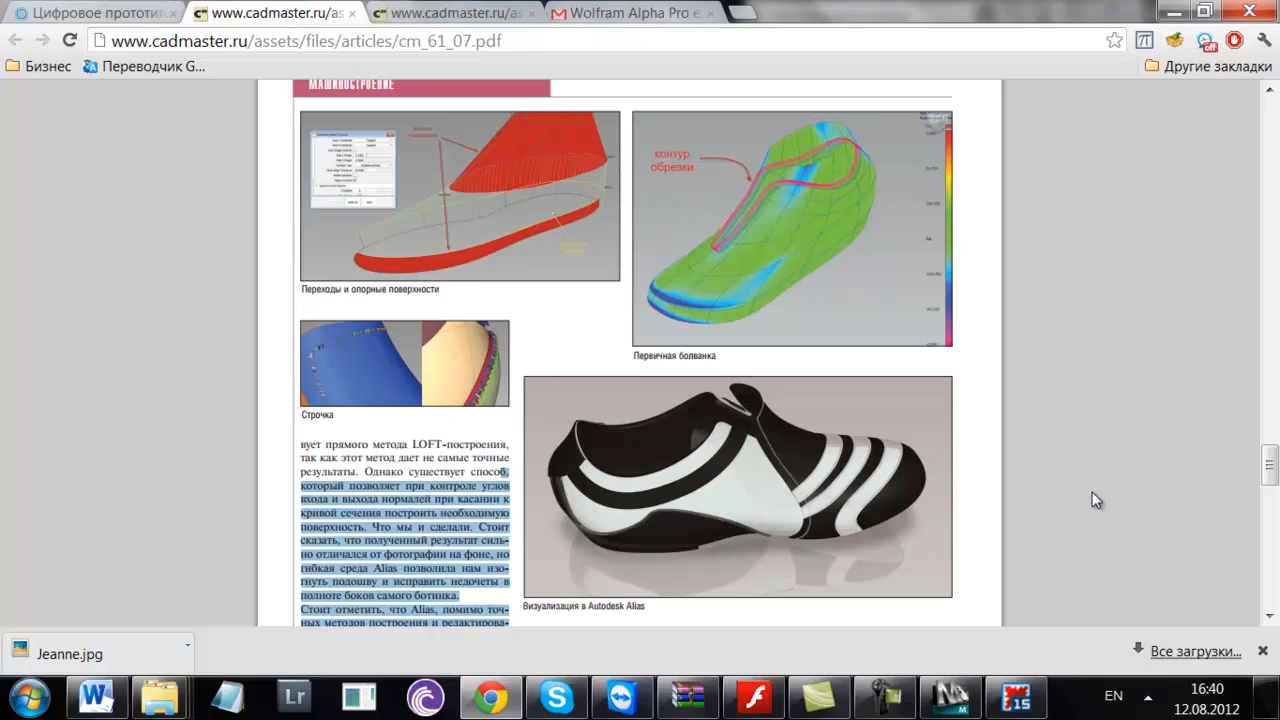 Цифровое прототип
www.cadmaster.ru/as
www.cadmaster.ru/as
Wolfram Alpha Pro e
www.cadmaster.ru/assets/files/articles/cm_61_07.pdf
off
Бизнес
Переводчик G...
Другие закладки
МАШИНОСТРОЕНИЕ
контур
обрезки
Переходы и опорные поверхности
Первичная болванка
Строчка
вует прямого метода LOFT-построения,
так как этот метод дает не самые точные
результаты. Однако существует способ,
который позволяет при контроле углов
входа и выхода нормалей при касании к
кривой сечения построить необходимую
поверхность. Что мы и сделали. Стоит
сказать, что полученный результат силь-
но отличался от фотографии на фоне, но
гибкая среда Alias позволила нам изо-
гнуть подошву и исправить недочеты в
полноте боков самого ботинка.
Стоит отметить, что Alias, помимо точ-
ных методов построения и редактирова-
Визуализация в Autodesk Alias
Jeanne.jpg
Все загрузки...
Lr
EN
16:40
12.08.2012